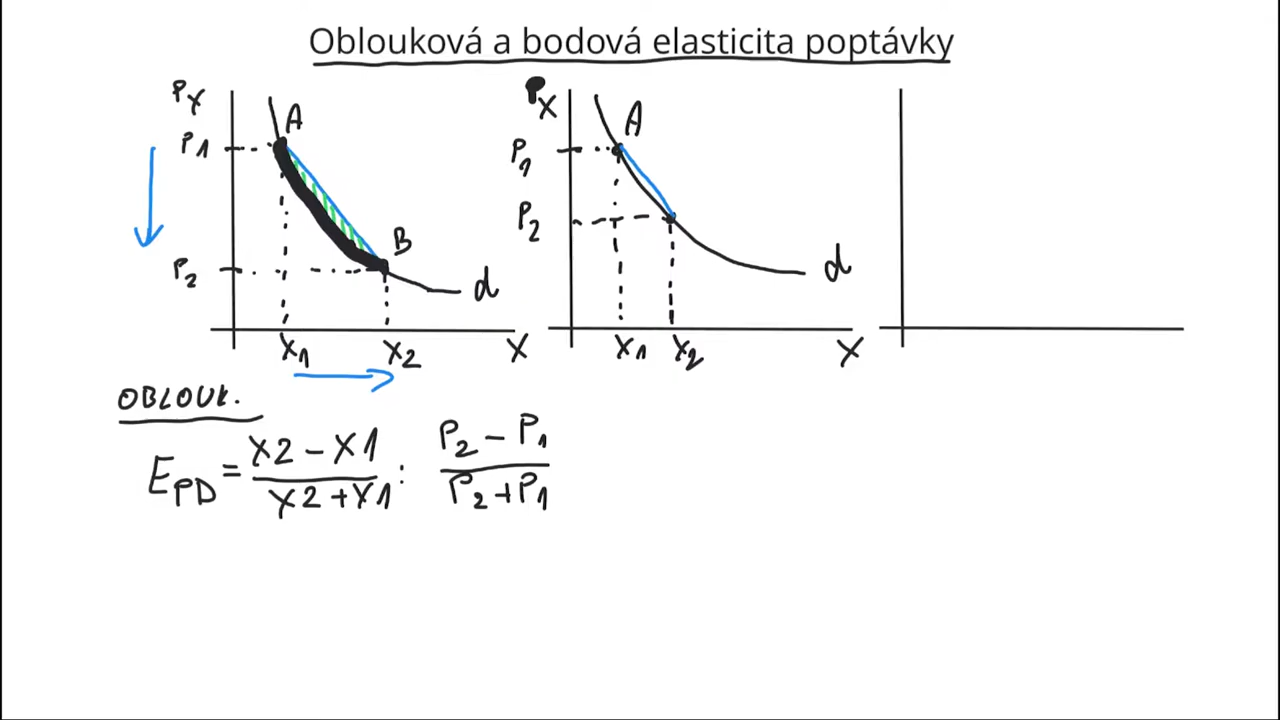 Oblouková a bodová elasticita poptávky
Px
A
P1
B
P2
d
x1
x2
X
Px
A
P1
P2
d
x1
x2
X
OBLOUK.
EPD = x2 - x1 / x2 + x1 : P2 - P1 / P2 + P1